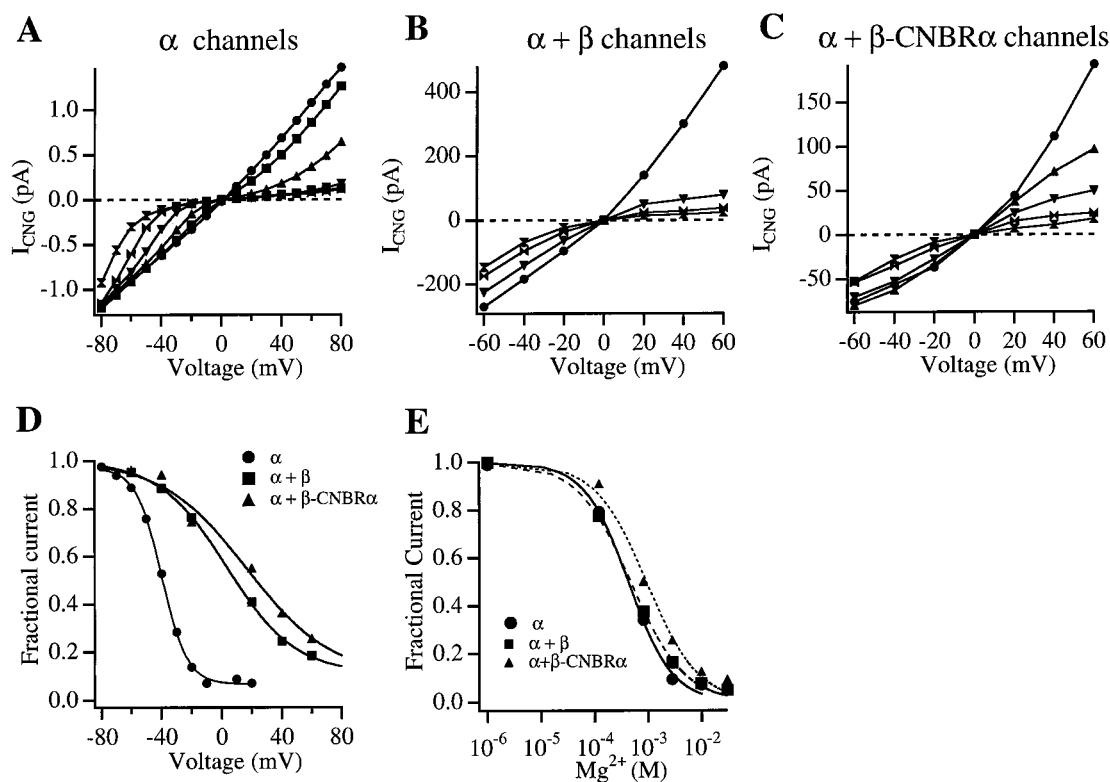 A
α channels
I_CNG (pA)
1.0
0.5
0.0
-0.5
-1.0
-80
-40
0
40
80
Voltage (mV)
B
α + β channels
I_CNG (pA)
400
200
0
-200
-60
-40
-20
0
20
40
60
Voltage (mV)
C
α + β-CNBRα channels
I_CNG (pA)
150
100
50
0
-50
-60
-40
-20
0
20
40
60
Voltage (mV)
D
α
α + β
α + β-CNBRα
Fractional current
1.0
0.8
0.6
0.4
0.2
0.0
-80
-40
0
40
80
Voltage (mV)
E
Fractional Current
1.0
0.8
0.6
0.4
0.2
0.0
α
α + β
α+β-CNBRα
10⁻⁶
10⁻⁵
10⁻⁴
10⁻³
10⁻²
Mg²⁺ (M)